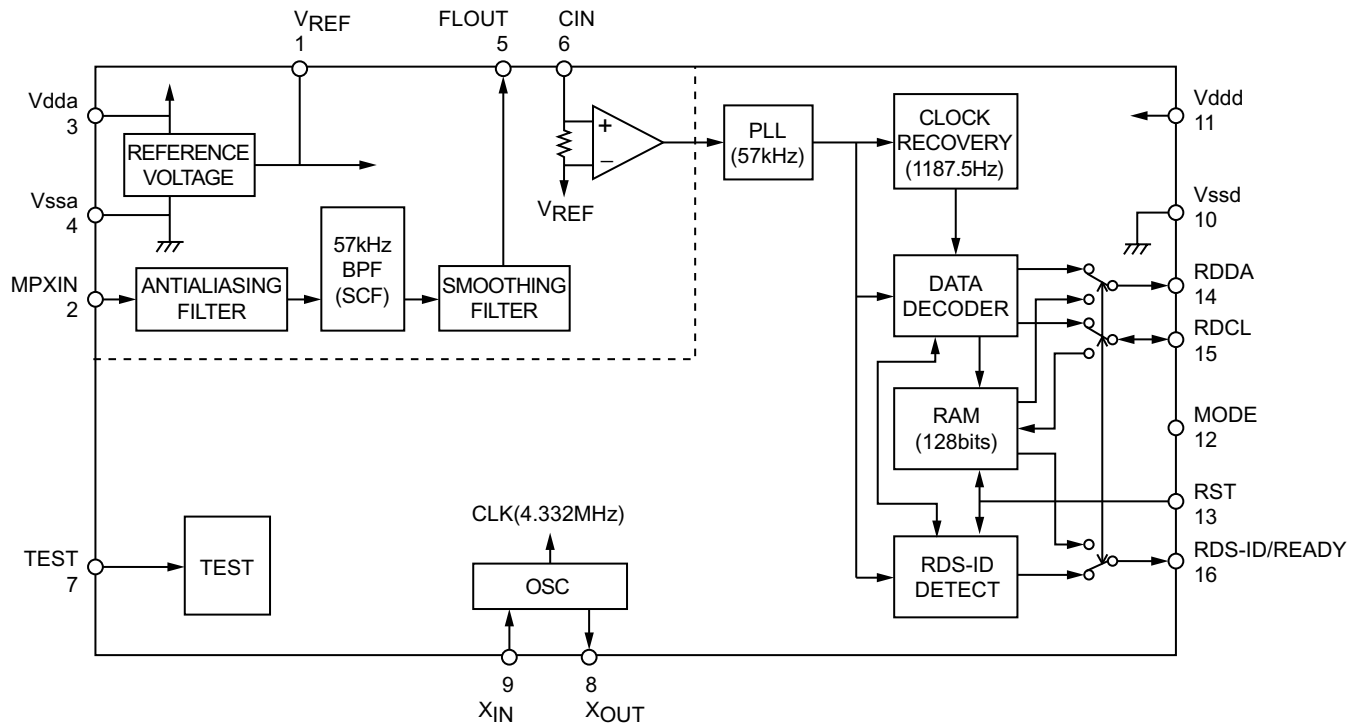 VREF
1
FLOUT
5
CIN
6
Vdda
3
REFERENCE
VOLTAGE
Vssa
4
MPXIN
2
ANTIALIASING
FILTER
57kHz
BPF
(SCF)
SMOOTHING
FILTER
+
–
VREF
PLL
(57kHz)
CLOCK
RECOVERY
(1187.5Hz)
Vddd
11
Vssd
10
DATA
DECODER
RDDA
14
RDCL
15
RAM
(128bits)
MODE
12
RST
13
RDS-ID
DETECT
RDS-ID/READY
16
TEST
7
TEST
CLK(4.332MHz)
OSC
9
XIN
8
XOUT